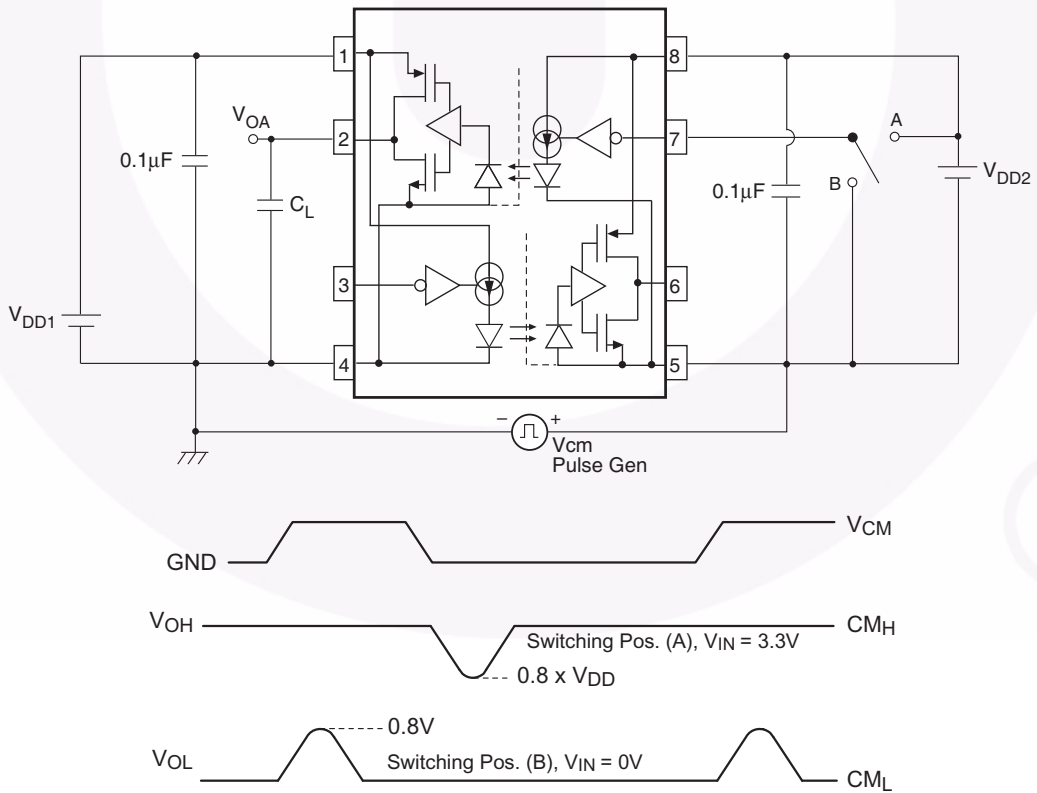 1
8
V_OA
2
7
A
0.1µF
C_L
B
0.1µF
V_DD2
3
6
V_DD1
4
5
− +
Vcm
Pulse Gen
GND
V_CM
V_OH
Switching Pos. (A), V_IN = 3.3V
CM_H
0.8 x V_DD
0.8V
V_OL
Switching Pos. (B), V_IN = 0V
CM_L